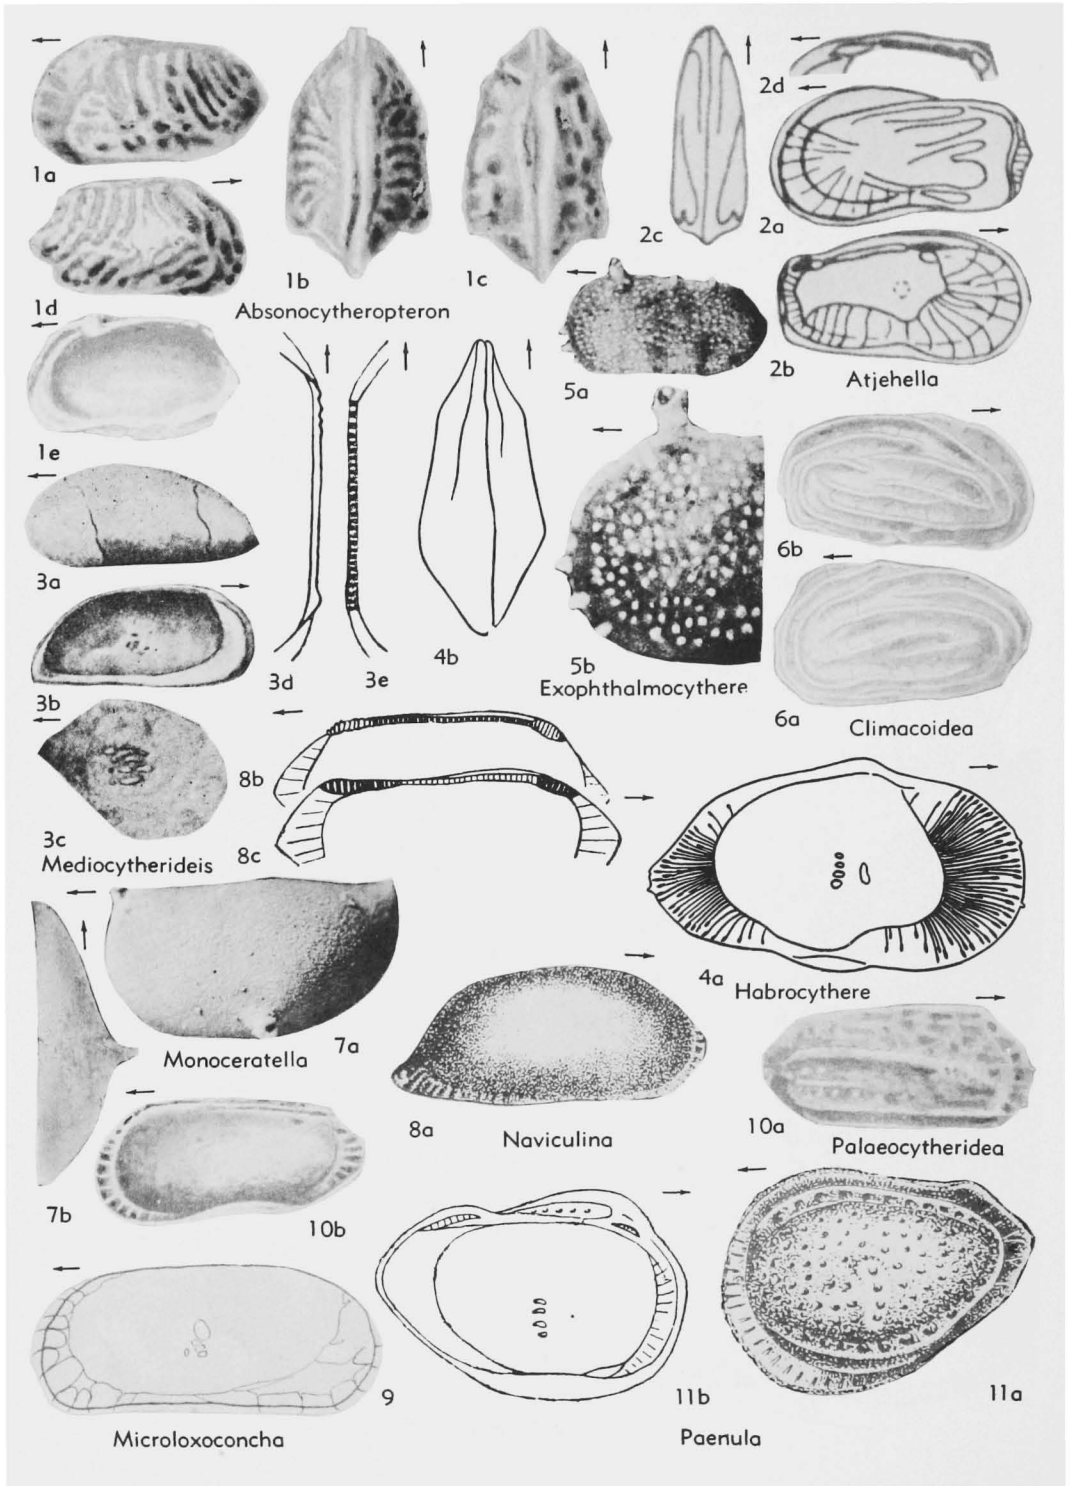 1a
1b
1c
2c
2d
2a
1d
Absonocytheropteron
5a
2b
Atjehella
1e
3a
6b
3b
3d
3e
4b
5b
Exophthalmocythere
6a
Climacoidea
8b
3c
8c
Mediocytherideis
4a
Habrocythere
7a
Monoceratella
8a
Naviculina
10a
Palaeocytheridea
7b
10b
9
11b
11a
Microloxoconcha
Paenula